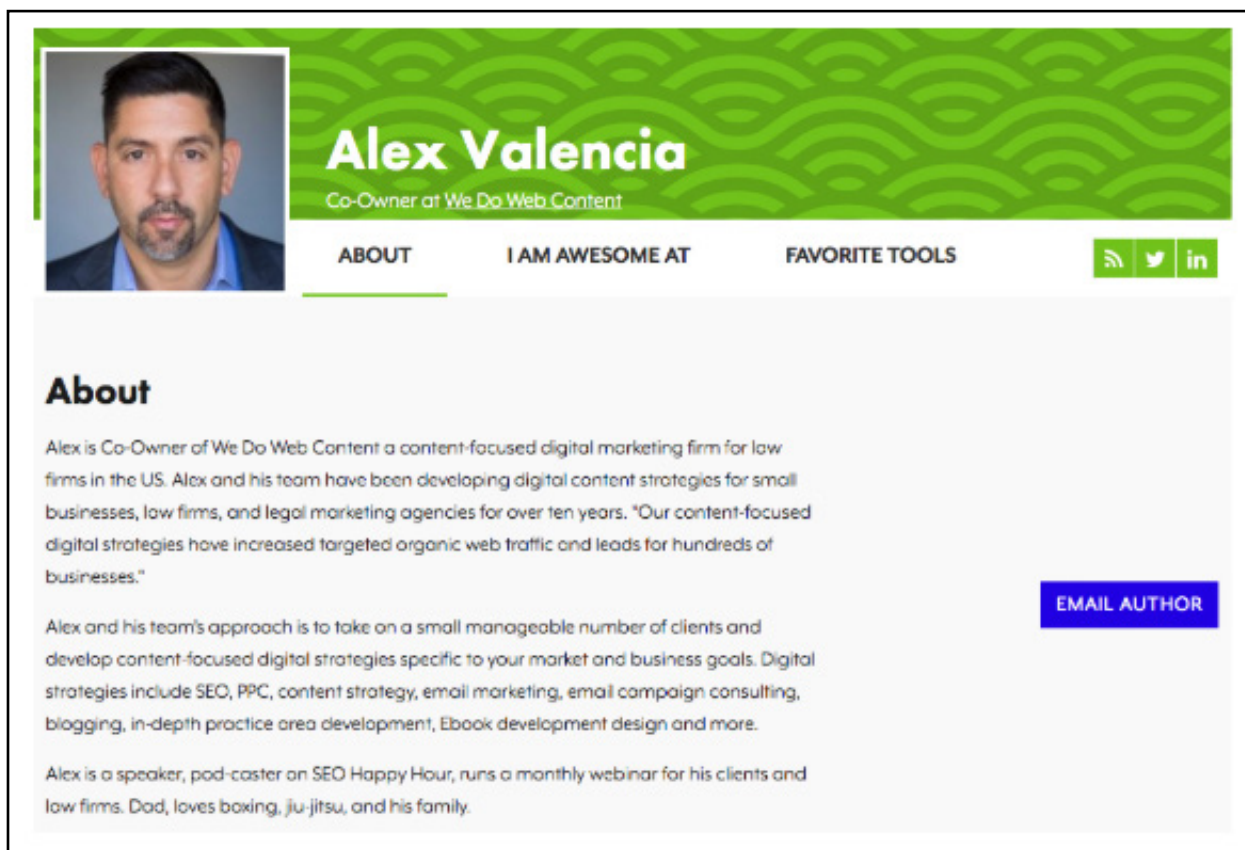 Alex Valencia
Co-Owner at We Do Web Content
ABOUT
I AM AWESOME AT
FAVORITE TOOLS
in
About
Alex is Co-Owner of We Do Web Content a content-focused digital marketing firm for law
firms in the US. Alex and his team have been developing digital content strategies for small
businesses, law firms, and legal marketing agencies for over ten years. "Our content-focused
digital strategies have increased targeted organic web traffic and leads for hundreds of
businesses."
EMAIL AUTHOR
Alex and his team's approach is to take on a small manageable number of clients and
develop content-focused digital strategies specific to your market and business goals. Digital
strategies include SEO, PPC, content strategy, email marketing, email campaign consulting,
blogging, in-depth practice area development, Ebook development design and more.
Alex is a speaker, pod-caster on SEO Happy Hour, runs a monthly webinar for his clients and
law firms. Dad, loves boxing, jiu-jitsu, and his family.